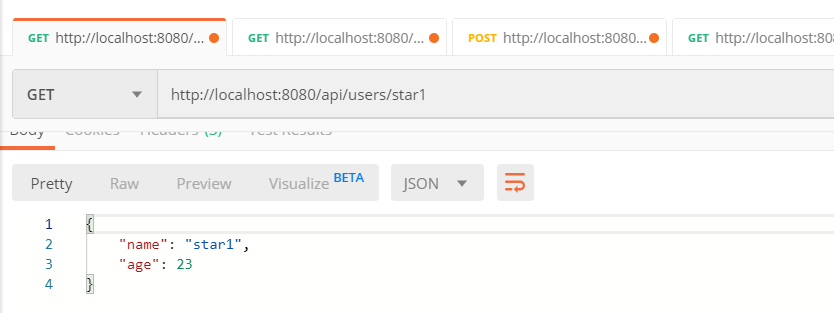 GET http://localhost:8080/... GET http://localhost:8080/... POST http://localhost:8080... GET http://localhost:80
GET http://localhost:8080/api/users/star1
Body Cookies Headers (3) Test Results
Pretty Raw Preview Visualize BETA JSON
1 {
2 "name": "star1",
3 "age": 23
4 }